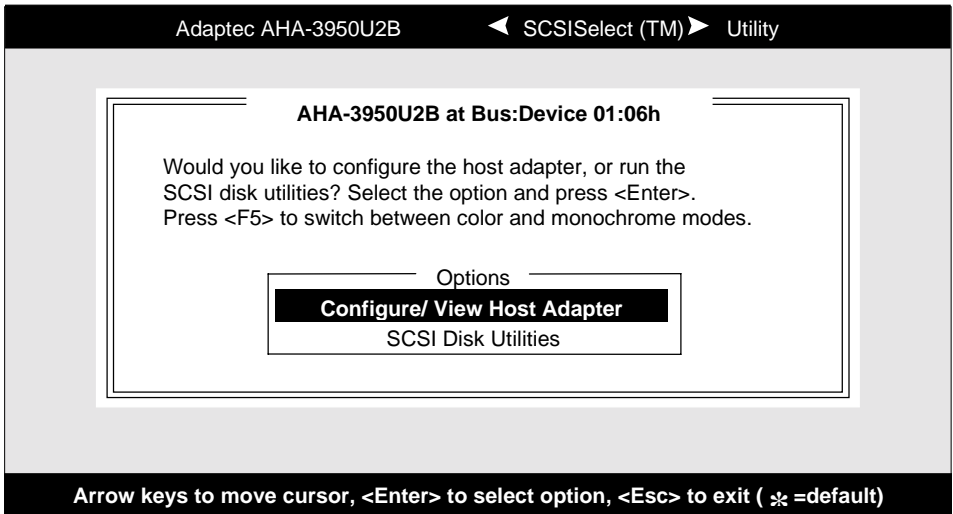 Adaptec AHA-3950U2B ◄ SCSISelect (TM)► Utility
AHA-3950U2B at Bus:Device 01:06h
Would you like to configure the host adapter, or run the
SCSI disk utilities? Select the option and press <Enter>.
Press <F5> to switch between color and monochrome modes.
Options
Configure/ View Host Adapter
SCSI Disk Utilities
Arrow keys to move cursor, <Enter> to select option, <Esc> to exit ( * =default)